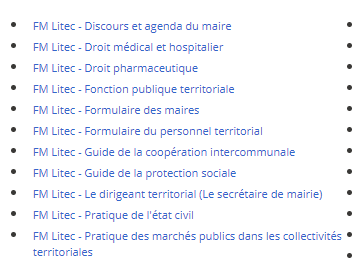 FM Litec - Discours et agenda du maire
FM Litec - Droit médical et hospitalier
FM Litec - Droit pharmaceutique
FM Litec - Fonction publique territoriale
FM Litec - Formulaire des maires
FM Litec - Formulaire du personnel territorial
FM Litec - Guide de la coopération intercommunale
FM Litec - Guide de la protection sociale
FM Litec - Le dirigeant territorial (Le secrétaire de mairie)
FM Litec - Pratique de l'état civil
FM Litec - Pratique des marchés publics dans les collectivités
territoriales